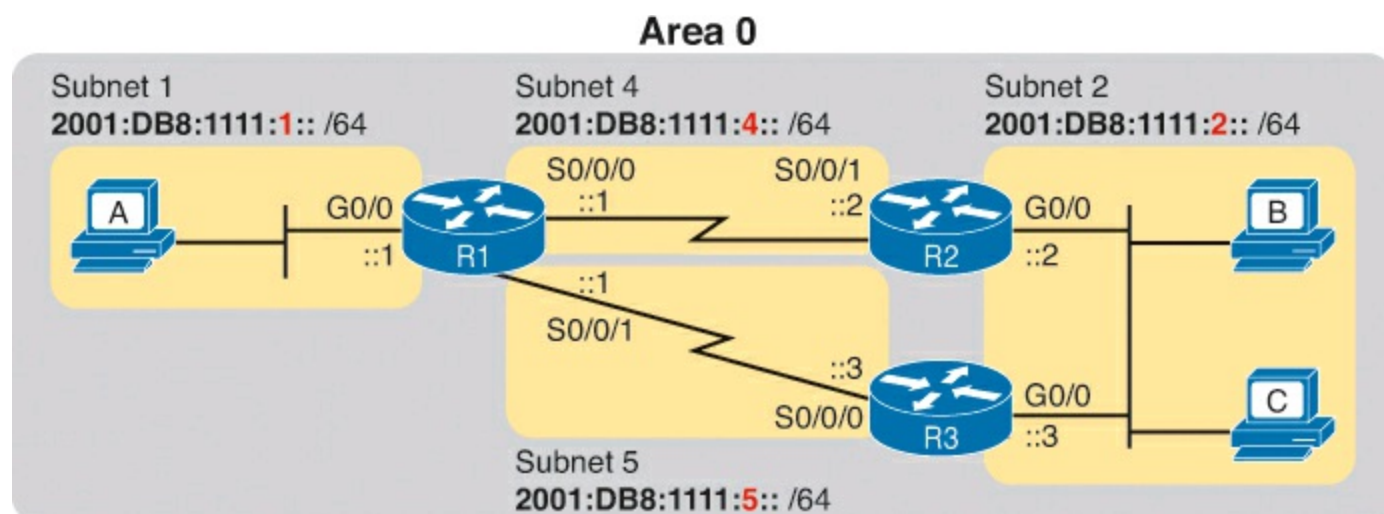 Area 0
Subnet 1
2001:DB8:1111:1:: /64
Subnet 4
2001:DB8:1111:4:: /64
Subnet 2
2001:DB8:1111:2:: /64
A
G0/0
::1
R1
S0/0/0
::1
S0/0/1
::2
R2
G0/0
::2
B
::1
S0/0/1
::3
S0/0/0
R3
G0/0
::3
C
Subnet 5
2001:DB8:1111:5:: /64